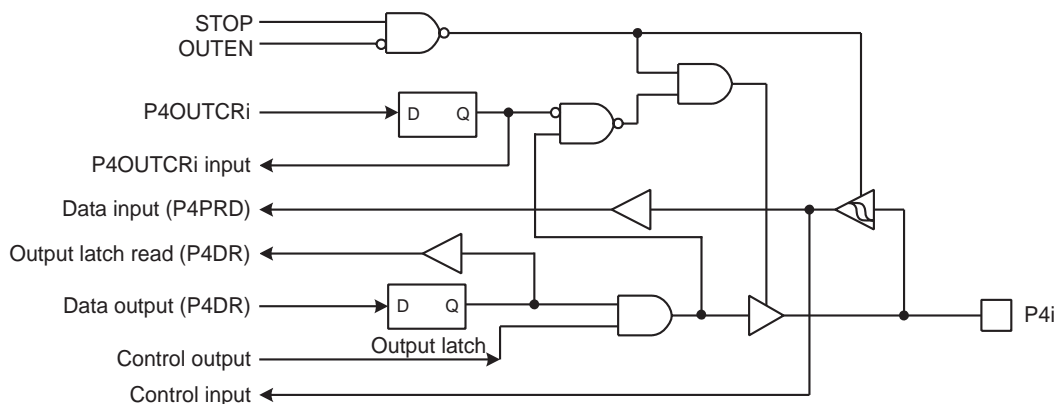 STOP
OUTEN
P4OUTCRi
D Q
P4OUTCRi input
Data input (P4PRD)
Output latch read (P4DR)
Data output (P4DR)
D Q
P4i
Output latch
Control output
Control input